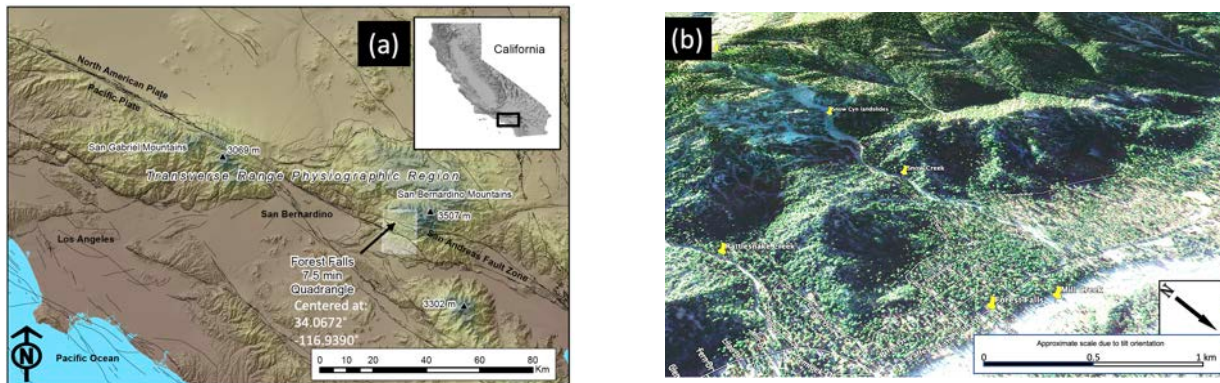 (a)
California
North American Plate
Pacific Plate
San Gabriel Mountains
3069 m
Transverse Range Physiographic Region
San Bernardino Mountains
San Bernardino
3507 m
Los Angeles
San Andreas Fault Zone
Forest Falls
7.5 min
Quadrangle
Centered at:
34.0672˚
-116.9390˚
3302 m
N
Pacific Ocean
0 10 20 40 60 80
Km
(b)
Snow Cyn landslides
Snow Creek
Rattlesnake Creek
Mill Creek
Forest Falls
N
Approximate scale due to tilt orientation
0 0.5 1 km